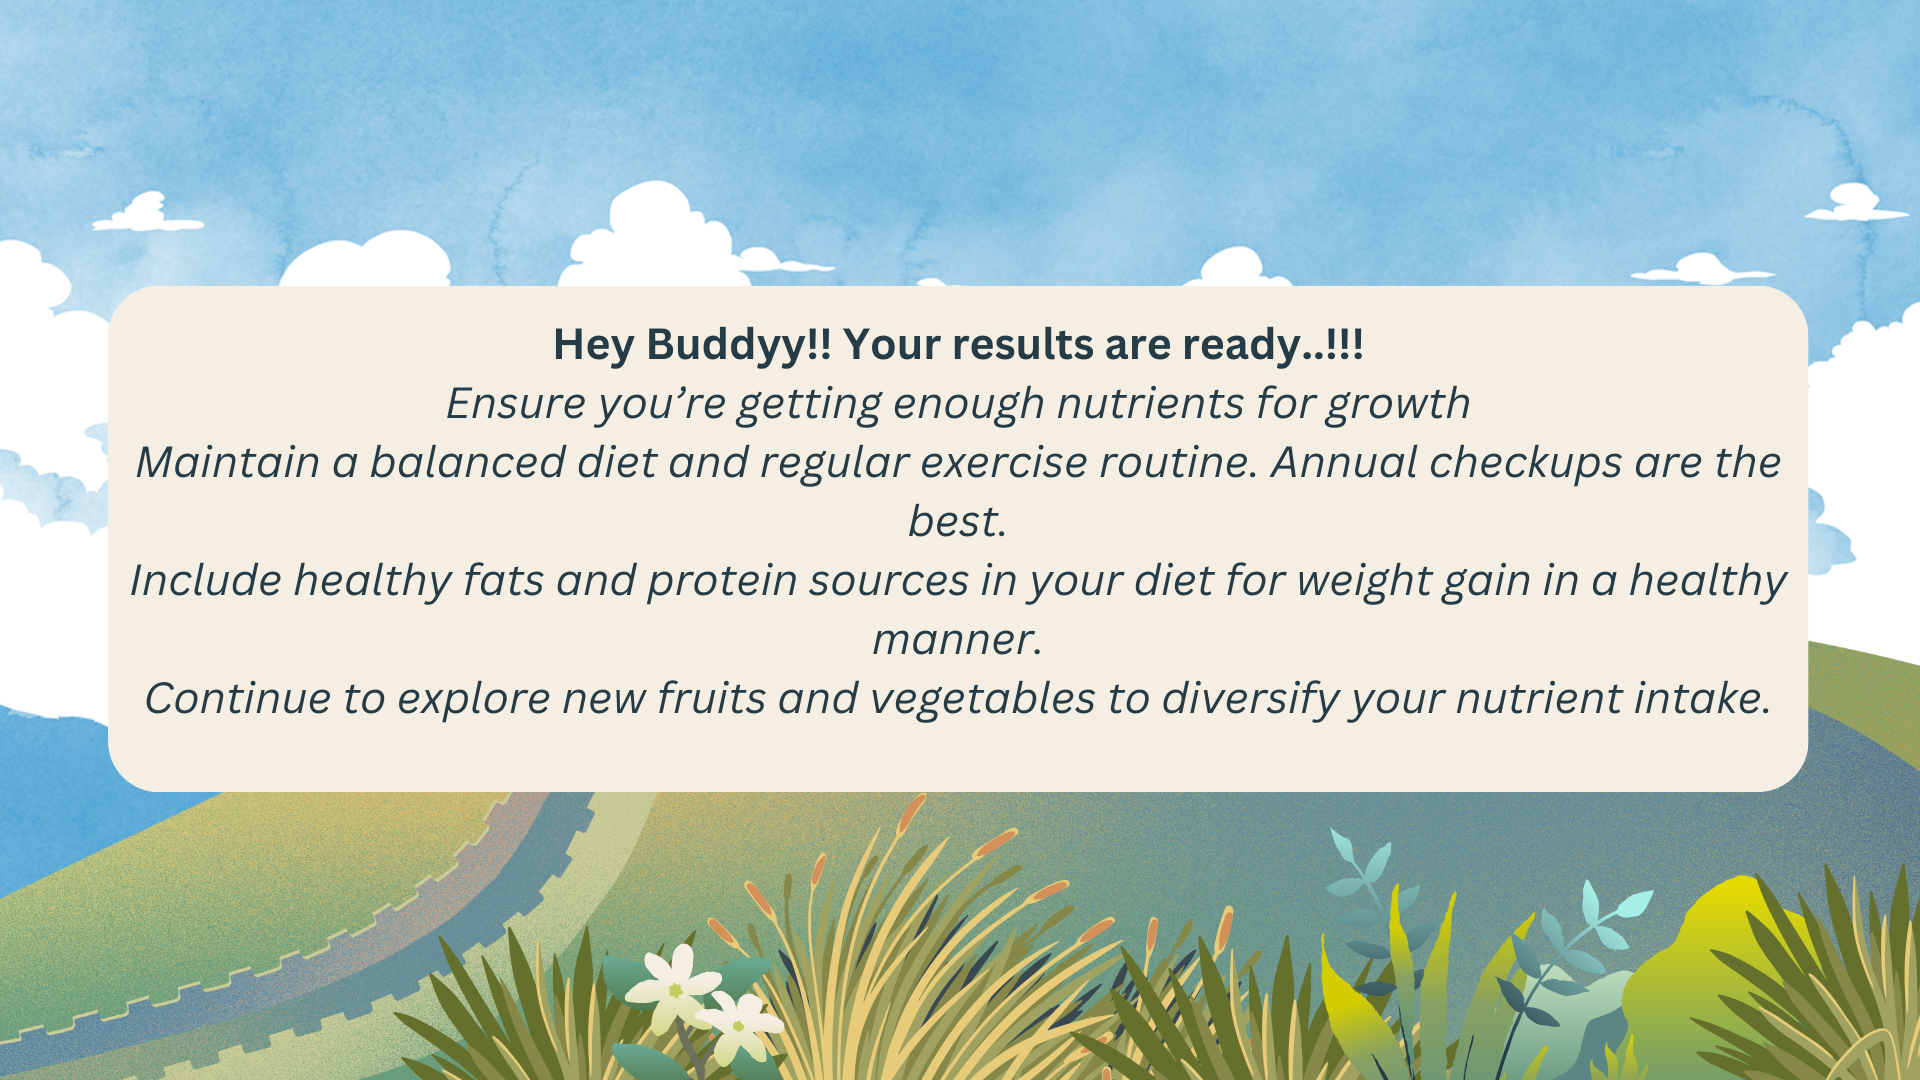 Hey Buddyy!! Your results are ready..!!!
Ensure you’re getting enough nutrients for growth
Maintain a balanced diet and regular exercise routine. Annual checkups are the
best.
Include healthy fats and protein sources in your diet for weight gain in a healthy
manner.
Continue to explore new fruits and vegetables to diversify your nutrient intake.